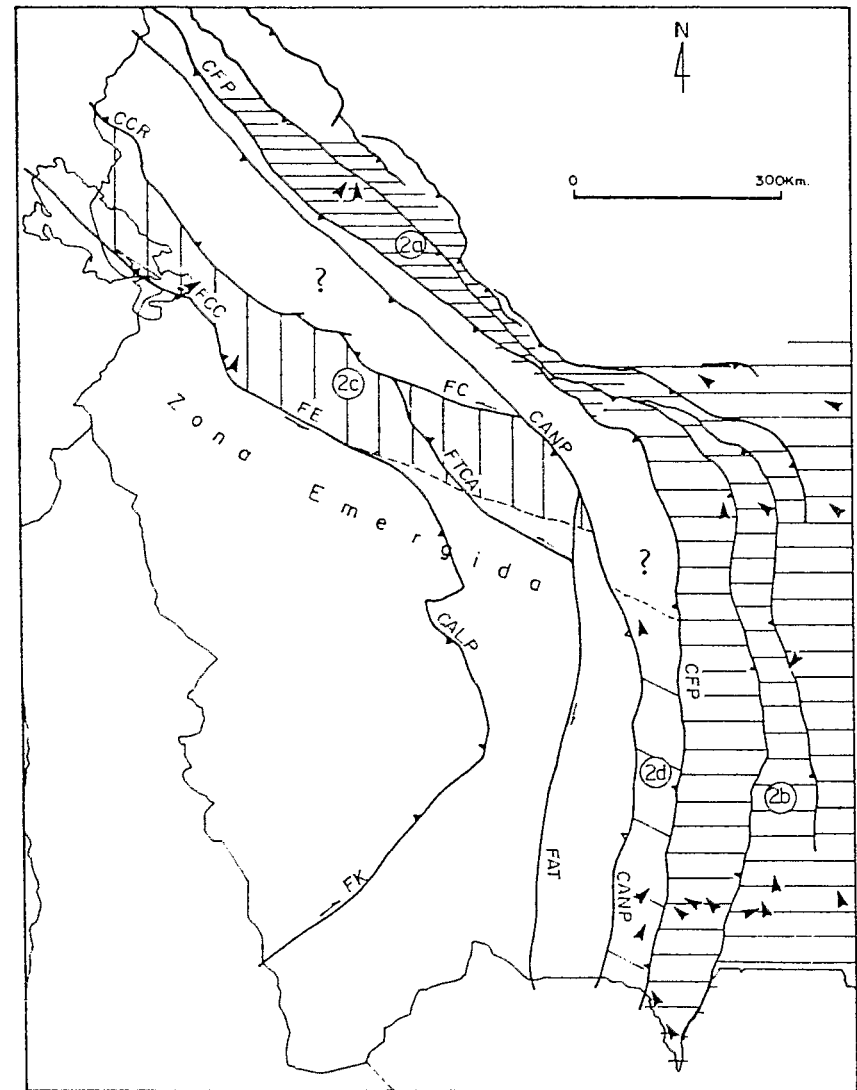 N
CFP
0 300Km.
CCR
2a
?
FCC
2c
FC
FE
CANP
Zona Emergida
FTCA
?
CALP
CFP
2d
2b
FK
FAT
CANP